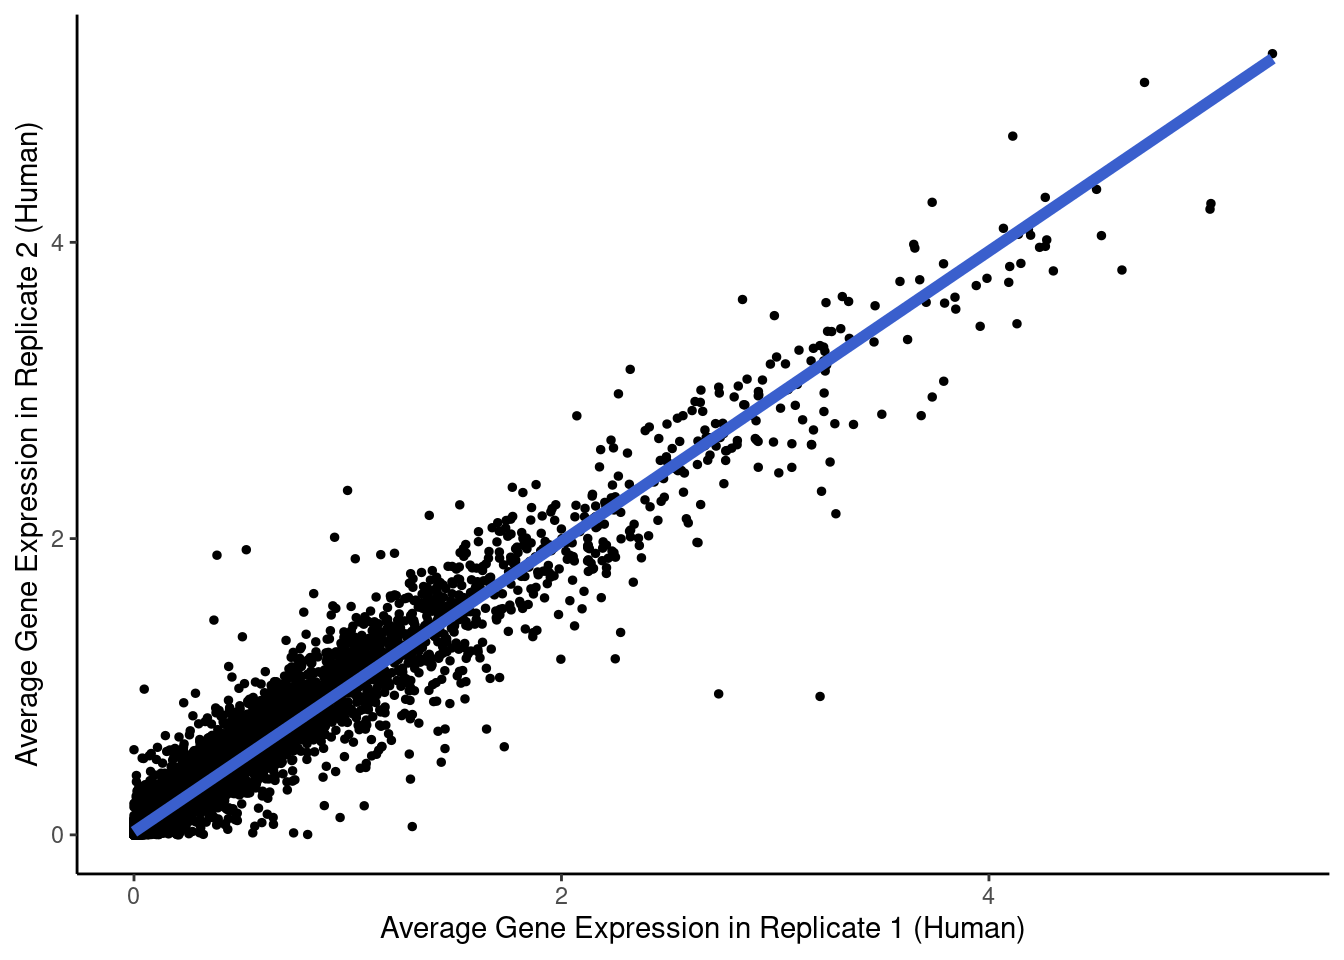 Average Gene Expression in Replicate 2 (Human)
4
2
0
0 2 4
Average Gene Expression in Replicate 1 (Human)